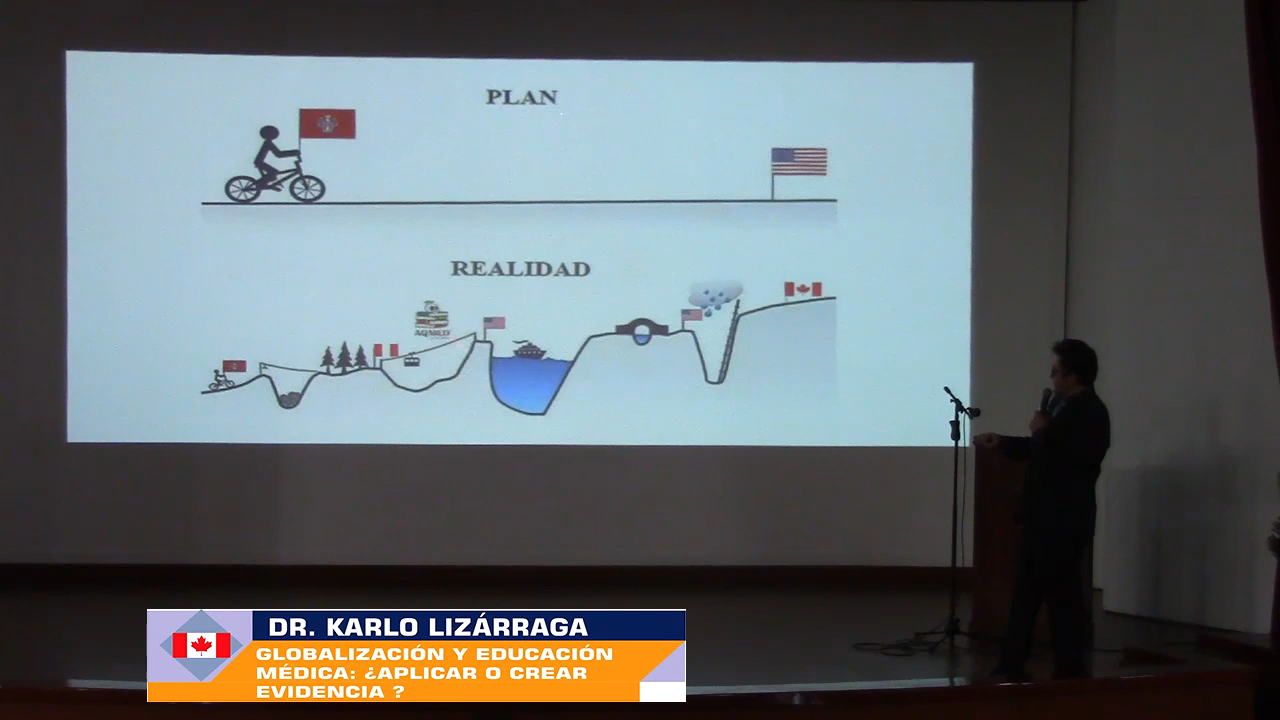 PLAN
REALIDAD
DR. KARLO LIZÁRRAGA
GLOBALIZACIÓN Y EDUCACIÓN
MÉDICA: ¿APLICAR O CREAR
EVIDENCIA ?